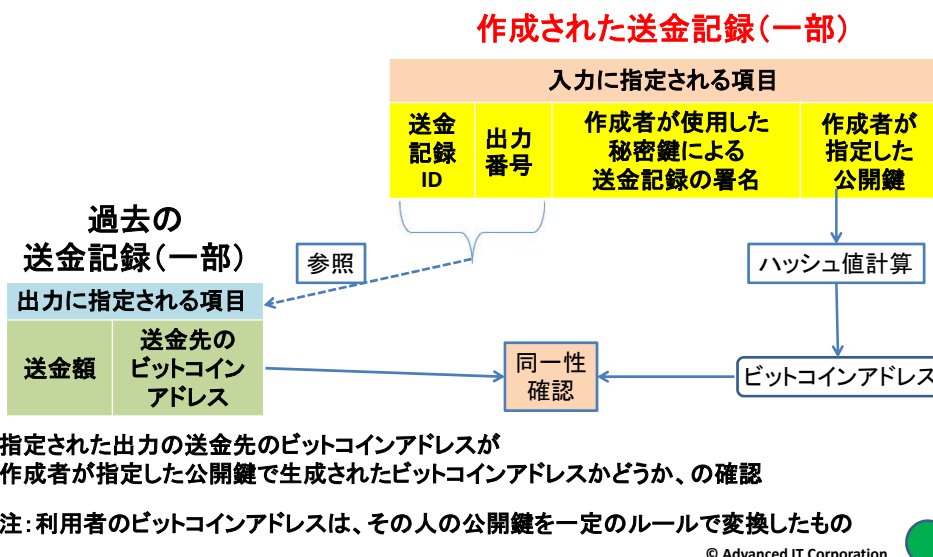 作成された送金記録（一部）
入力に指定される項目
送金
記録
ID
出力
番号
作成者が使用した
秘密鍵による
送金記録の署名
作成者が
指定した
公開鍵
過去の
送金記録（一部）
参照
ハッシュ値計算
出力に指定される項目
送金額
送金先の
ビットコイン
アドレス
同一性
確認
ビットコインアドレス
指定された出力の送金先のビットコインアドレスが
作成者が指定した公開鍵で生成されたビットコインアドレスかどうか、の確認
注：利用者のビットコインアドレスは、その人の公開鍵を一定のルールで変換したもの
© Advanced IT Corporation